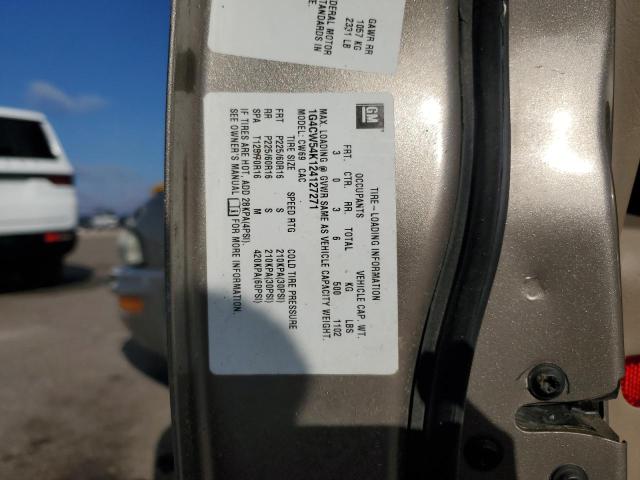 GAWR RR
1057 KG
2331 LB
DERAL MOTOR
STANDARDS IN
E.
GM
TIRE-LOADING INFORMATION
OCCUPANTS VEHICLE CAP. WT.
FRT. CTR. RR. TOTAL KG LBS
3 0 3 6 500 1102
MAX. LOADING @ GVWR SAME AS VEHICLE CAPACITY WEIGHT.
1G4CW54K124127271
MODEL: CW69 CAC
TIRE SIZE SPEED RTG COLD TIRE PRESSURE
FRT P225/60R16 S 210KPA(30PSI)
RR P225/60R16 S 210KPA(30PSI)
SPA T125/70R16 M 420KPA(60PSI)
IF TIRES ARE HOT, ADD 28KPA(4PSI)
SEE OWNER'S MANUAL FOR MORE INFORMATION.